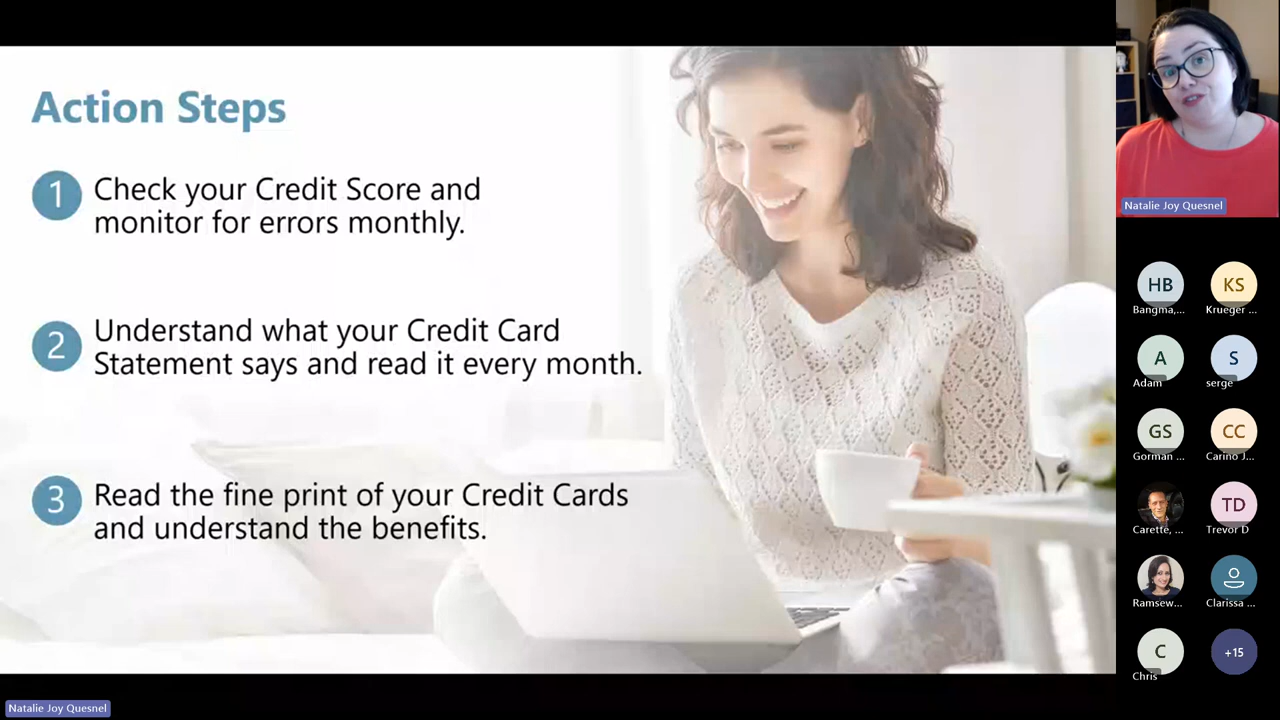 Action Steps
1
Check your Credit Score and
monitor for errors monthly.
2
Understand what your Credit Card
Statement says and read it every month.
3
Read the fine print of your Credit Cards
and understand the benefits.
Natalie Joy Quesnel
HB
Bangma,...
KS
Krueger ...
A
Adam
S
serge
GS
Gorman ...
CC
Carino J...
Carette, ...
TD
Trevor D
Ramsew...
Clarissa ...
C
Chris
+15
Natalie Joy Quesnel